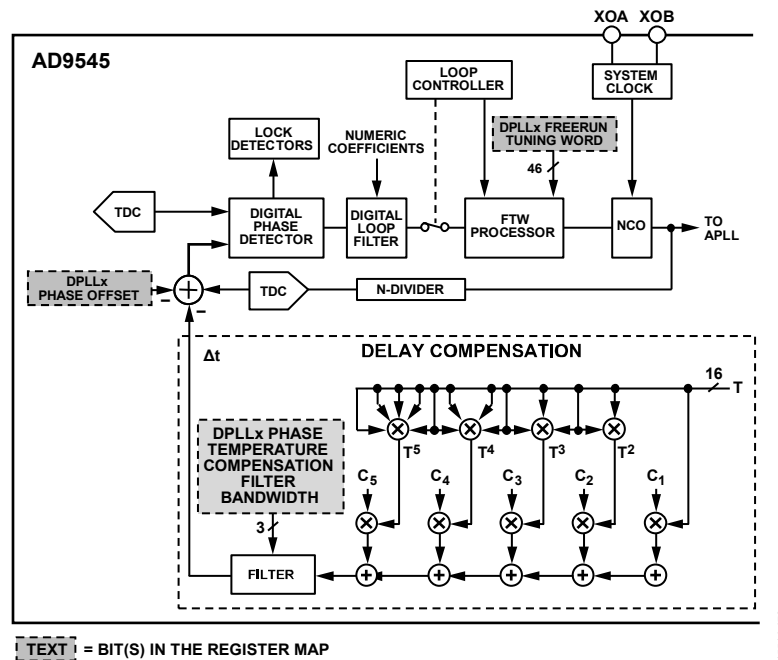 XOA XOB
AD9545
LOOP
CONTROLLER
SYSTEM
CLOCK
LOCK
DETECTORS
NUMERIC
COEFFICIENTS
DPLLx FREERUN
TUNING WORD
46
TDC
DIGITAL
PHASE
DETECTOR
DIGITAL
LOOP
FILTER
FTW
PROCESSOR
NCO
TO
APLL
DPLLx
PHASE OFFSET
–
+
–
TDC
N-DIVIDER
Δt
DELAY COMPENSATION
16
T
DPLLx PHASE
TEMPERATURE
COMPENSATION
FILTER
BANDWIDTH
3
× × × ×
T⁵ T⁴ T³ T²
C₅ C₄ C₃ C₂ C₁
× × × × ×
FILTER
+ + + + +
TEXT = BIT(S) IN THE REGISTER MAP